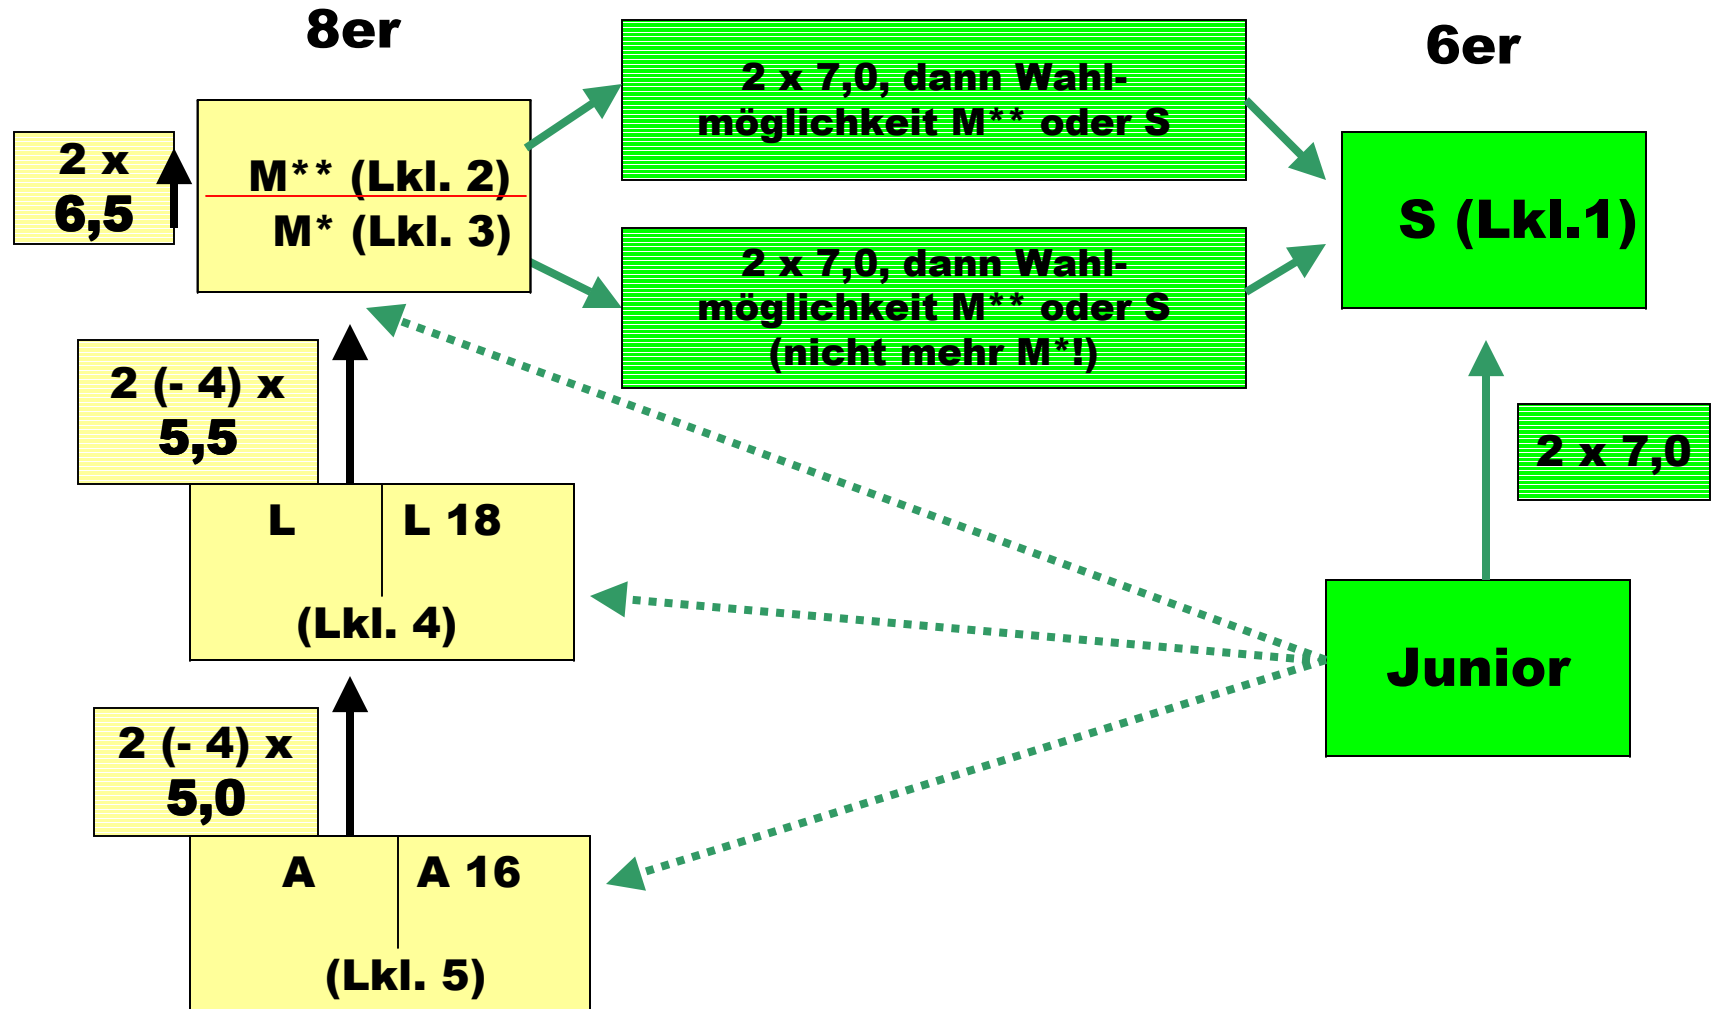 8er
6er
2 x 7,0, dann Wahl-
möglichkeit M** oder S
2 x
6,5
M** (Lkl. 2)
M* (Lkl. 3)
S (Lkl.1)
2 x 7,0, dann Wahl-
möglichkeit M** oder S
(nicht mehr M*!)
2 (- 4) x
5,5
2 x 7,0
L
L 18
(Lkl. 4)
Junior
2 (- 4) x
5,0
A
A 16
(Lkl. 5)